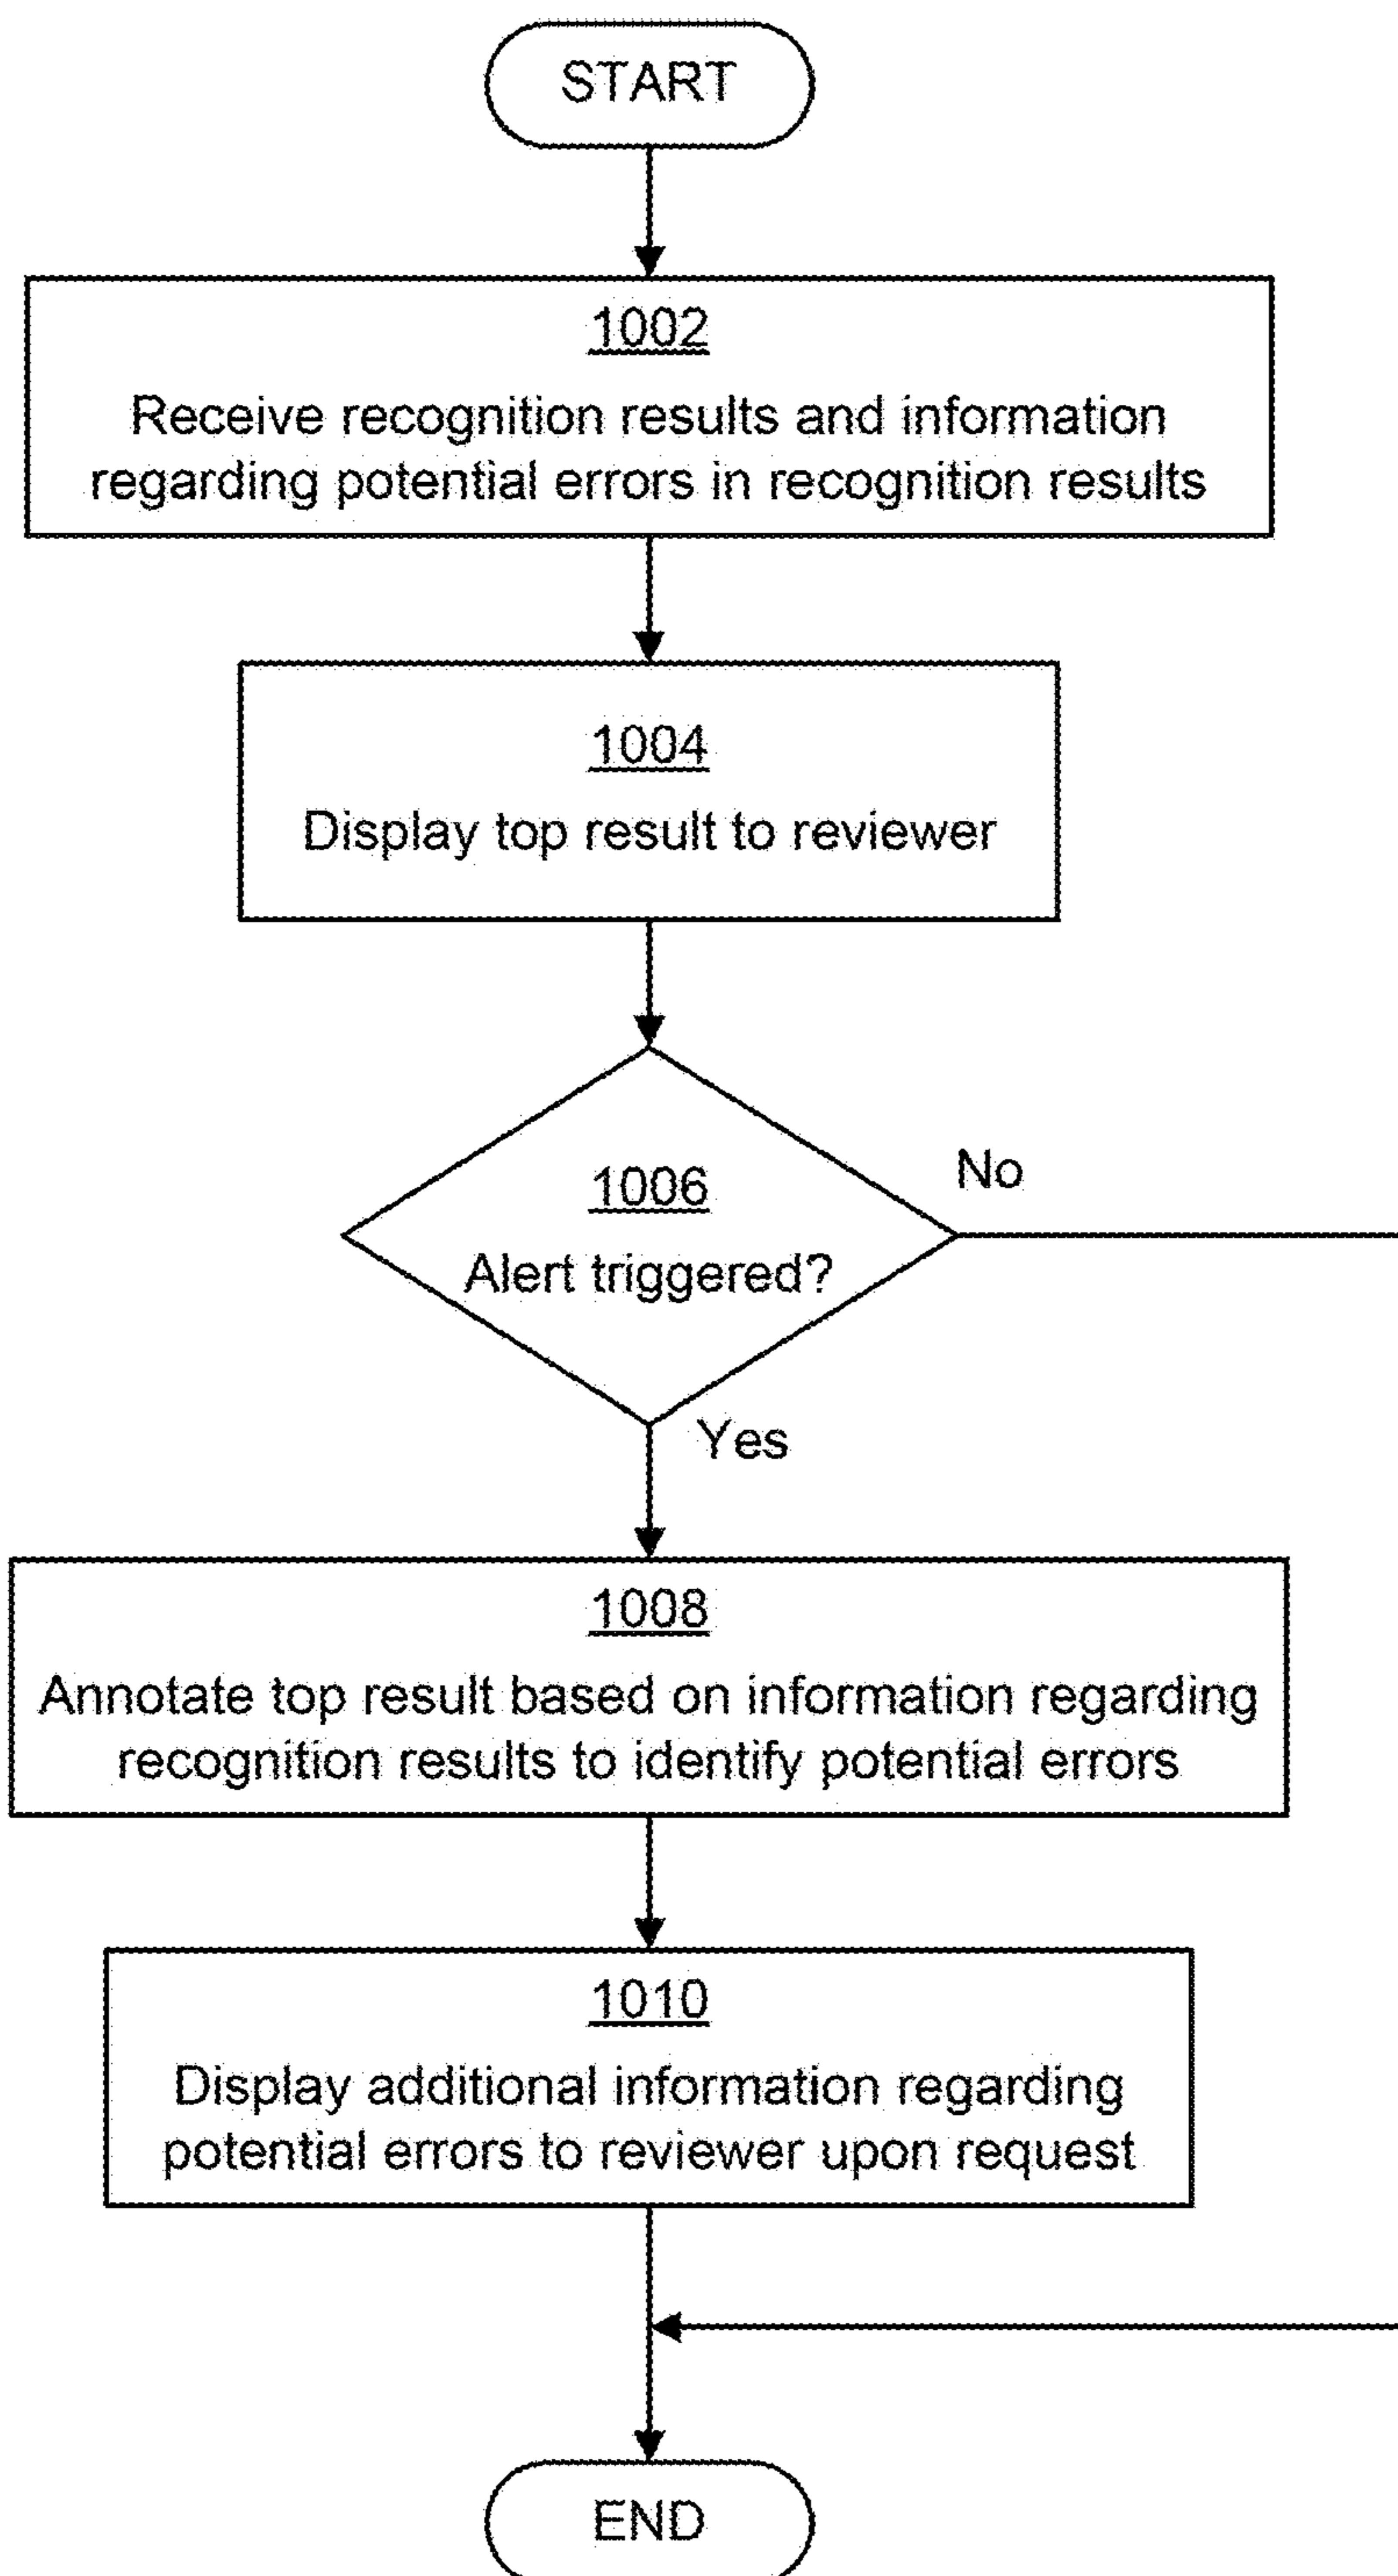 START
1002
Receive recognition results and information
regarding potential errors in recognition results
1004
Display top result to reviewer
1006
Alert triggered?
No
Yes
1008
Annotate top result based on information regarding
recognition results to identify potential errors
1010
Display additional information regarding
potential errors to reviewer upon request
END